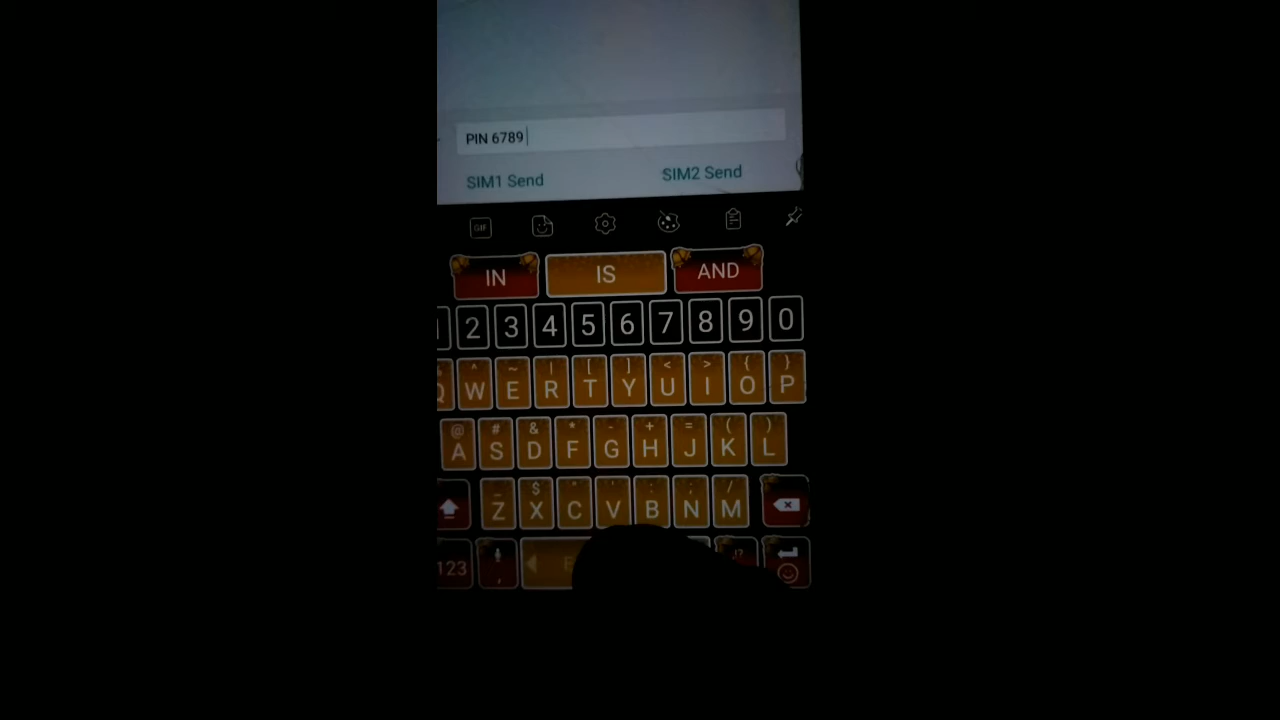 PIN 6789
SIM1 Send
SIM2 Send
GIF
IN
IS
AND
2 3 4 5 6 7 8 9 0
^ ~ | [ ] < > { }
Q W E R T Y U I O P
@ # & * - + = ( )
A S D F G H J K L
_ $ " ' : ; /
Z X C V B N M
123 , !?